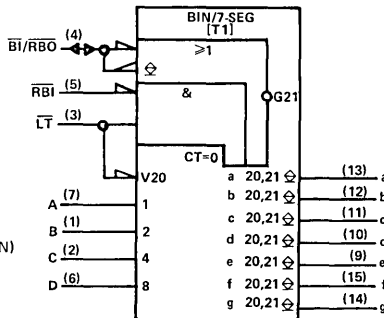 BIN/7-SEG
[T1]
BI/RBO (4) ≥1
RBI (5) & G21
LT (3)
CT=0
V20
A (7) 1
B (1) 2
C (2) 4
D (6) 8
N)
a 20,21 (13) a
b 20,21 (12) b
c 20,21 (11) c
d 20,21 (10) d
e 20,21 (9) e
f 20,21 (15) f
g 20,21 (14) g